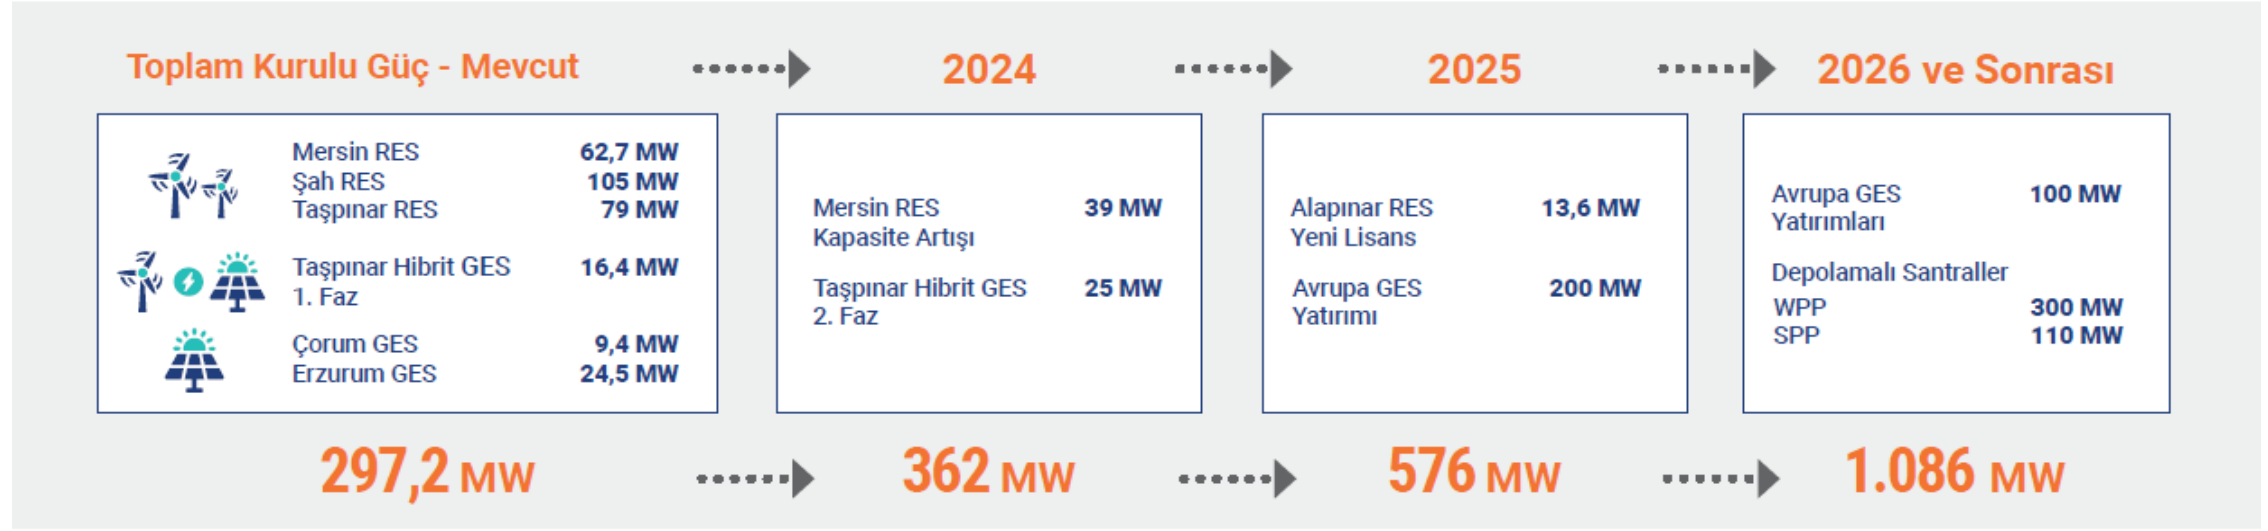 Toplam Kurulu Güç - Mevcut
Mersin RES 62,7 MW
Şah RES 105 MW
Taşpınar RES 79 MW
Taşpınar Hibrit GES 16,4 MW
1. Faz
Çorum GES 9,4 MW
Erzurum GES 24,5 MW
297,2 MW
2024
Mersin RES 39 MW
Kapasite Artışı
Taşpınar Hibrit GES 25 MW
2. Faz
362 MW
2025
Alapınar RES 13,6 MW
Yeni Lisans
Avrupa GES 200 MW
Yatırımı
576 MW
2026 ve Sonrası
Avrupa GES 100 MW
Yatırımları
Depolamalı Santraller
WPP 300 MW
SPP 110 MW
1.086 MW